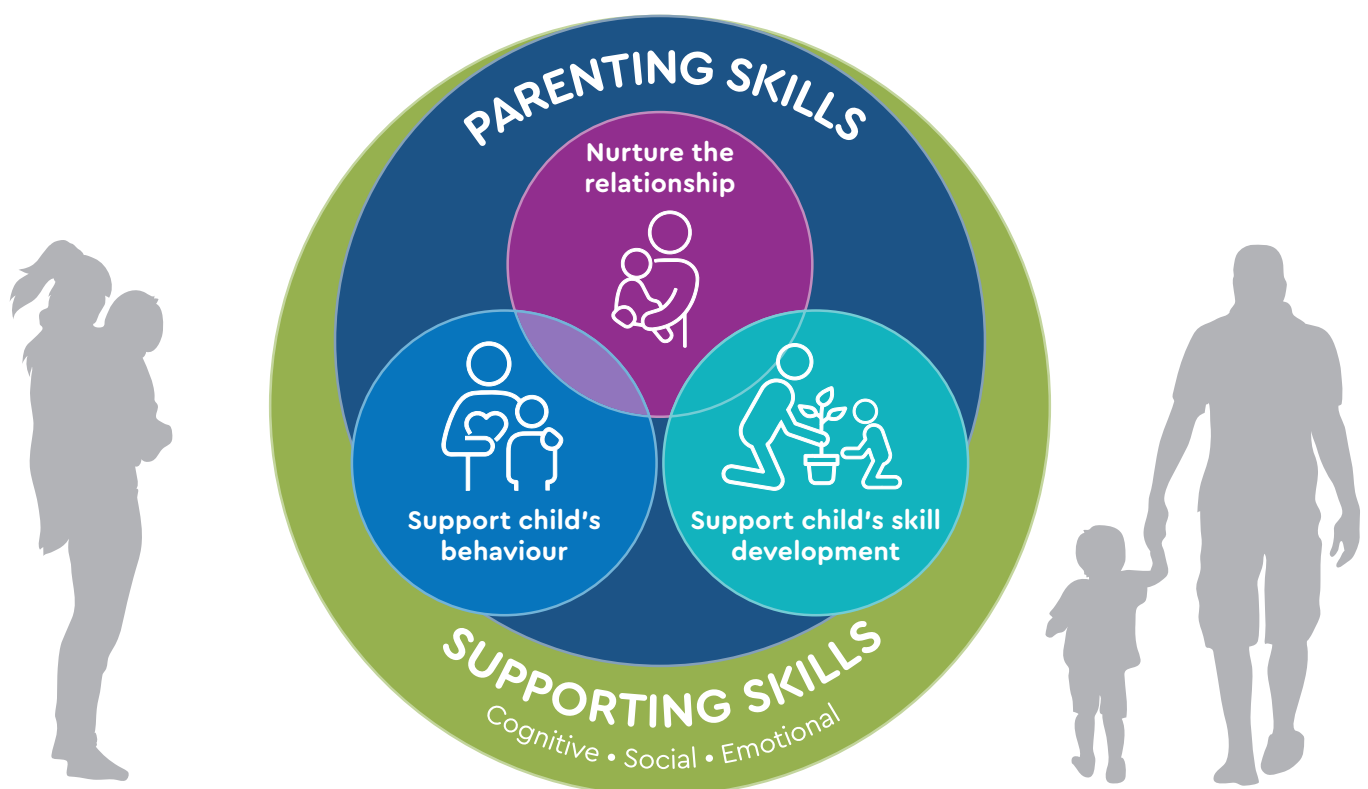 PARENTING SKILLS
Nurture the
relationship
Support child's
behaviour
Support child's skill
development
SUPPORTING SKILLS
Cognitive • Social • Emotional